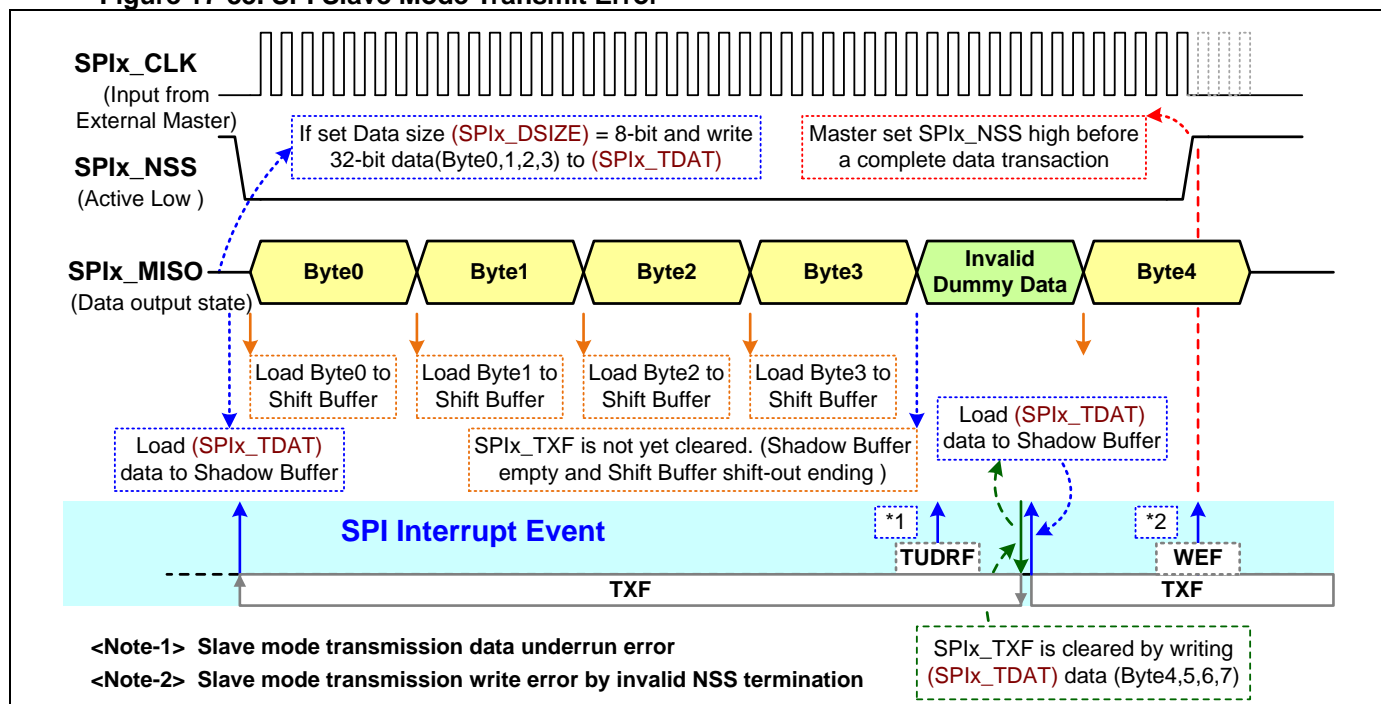 SPIx_CLK
(Input from
External Master)
If set Data size (SPIx_DSIZE) = 8-bit and write
32-bit data(Byte0,1,2,3) to (SPIx_TDAT)
Master set SPIx_NSS high before
a complete data transaction
SPIx_NSS
(Active Low )
SPIx_MISO
(Data output state)
Byte0
Byte1
Byte2
Byte3
Invalid
Dummy Data
Byte4
Load Byte0 to
Shift Buffer
Load Byte1 to
Shift Buffer
Load Byte2 to
Shift Buffer
Load Byte3 to
Shift Buffer
Load (SPIx_TDAT)
data to Shadow Buffer
SPIx_TXF is not yet cleared. (Shadow Buffer
empty and Shift Buffer shift-out ending )
Load (SPIx_TDAT)
data to Shadow Buffer
SPI Interrupt Event
*1
TUDRF
*2
WEF
TXF
TXF
<Note-1> Slave mode transmission data underrun error
<Note-2> Slave mode transmission write error by invalid NSS termination
SPIx_TXF is cleared by writing
(SPIx_TDAT) data (Byte4,5,6,7)